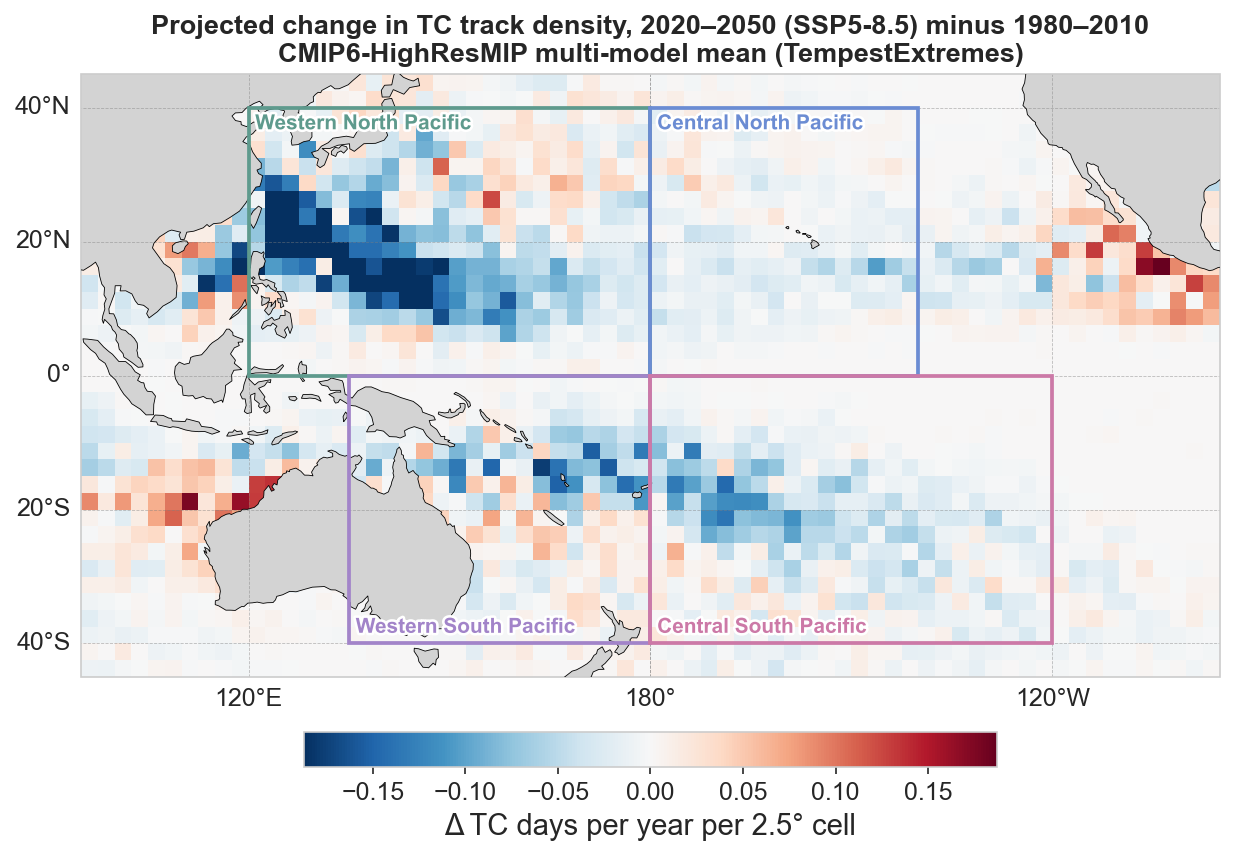 Projected change in TC track density, 2020–2050 (SSP5-8.5) minus 1980–2010
CMIP6-HighResMIP multi-model mean (TempestExtremes)
40°N
20°N
0°
20°S
40°S
Western North Pacific
Central North Pacific
Western South Pacific
Central South Pacific
120°E
180°
120°W
−0.15
−0.10
−0.05
0.00
0.05
0.10
0.15
Δ TC days per year per 2.5° cell